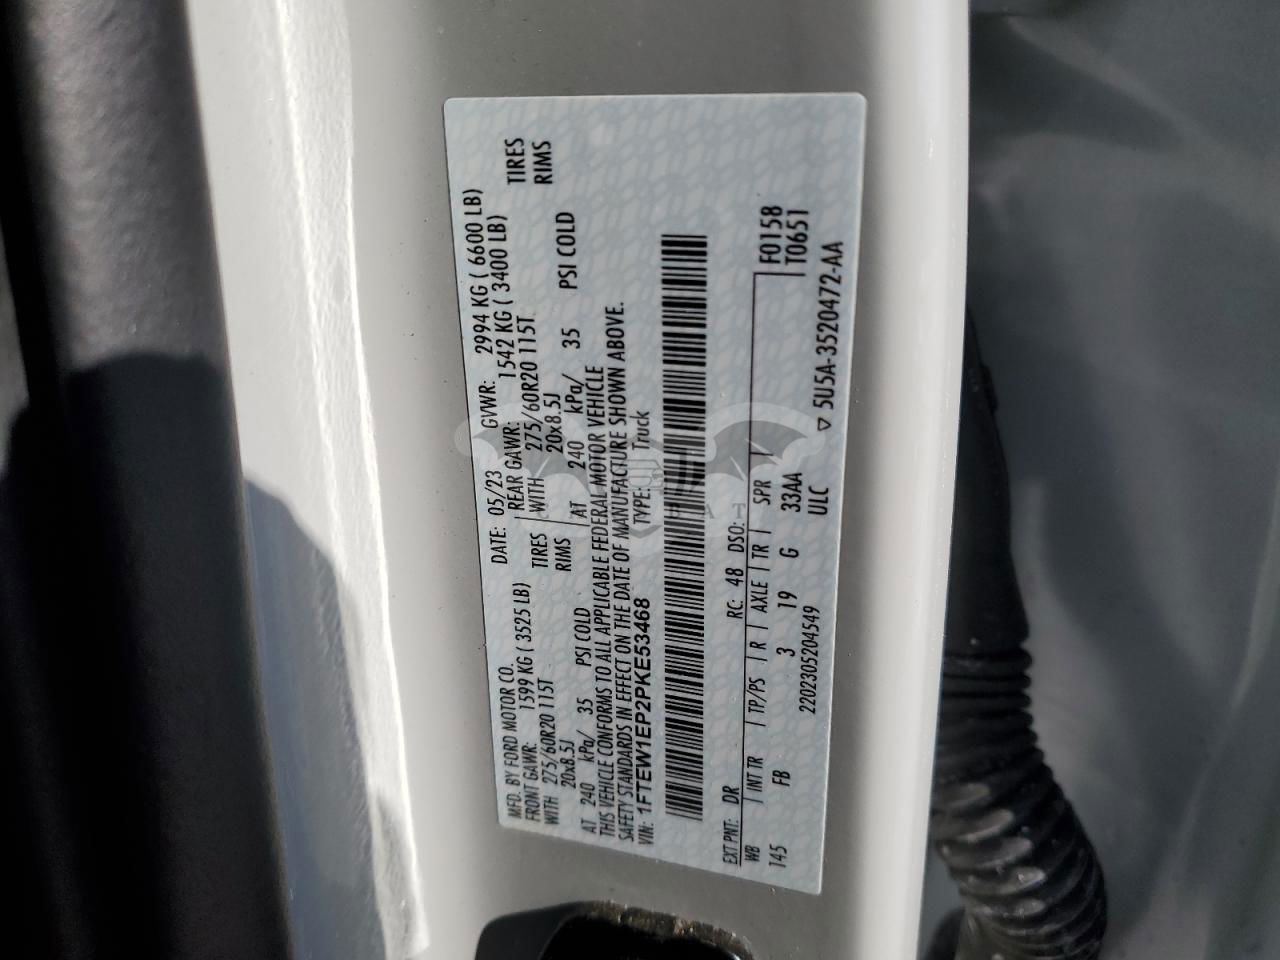 MFD. BY FORD MOTOR CO.
DATE: 05/23 GVWR: 2994 KG ( 6600 LB)
FRONT GAWR: 1599 KG ( 3525 LB)
REAR GAWR: 1542 KG ( 3400 LB)
WITH 275/60R20 115T TIRES
WITH 275/60R20 115T TIRES
20x8.5J RIMS
20x8.5J RIMS
AT 240 kPa/ 35 PSI COLD
AT 240 kPa/ 35 PSI COLD
THIS VEHICLE CONFORMS TO ALL APPLICABLE FEDERAL MOTOR VEHICLE
SAFETY STANDARDS IN EFFECT ON THE DATE OF MANUFACTURE SHOWN ABOVE.
VIN: 1FTEW1EP2PKE53468 TYPE: Truck
EXT PNT: DR RC: 48 DSO: F0158
WB INT TR TP/PS R AXLE TR SPR T0651
145 FB 3 19 G 33AA
2202305204549 ULC ▽ 5U5A-3520472-AA